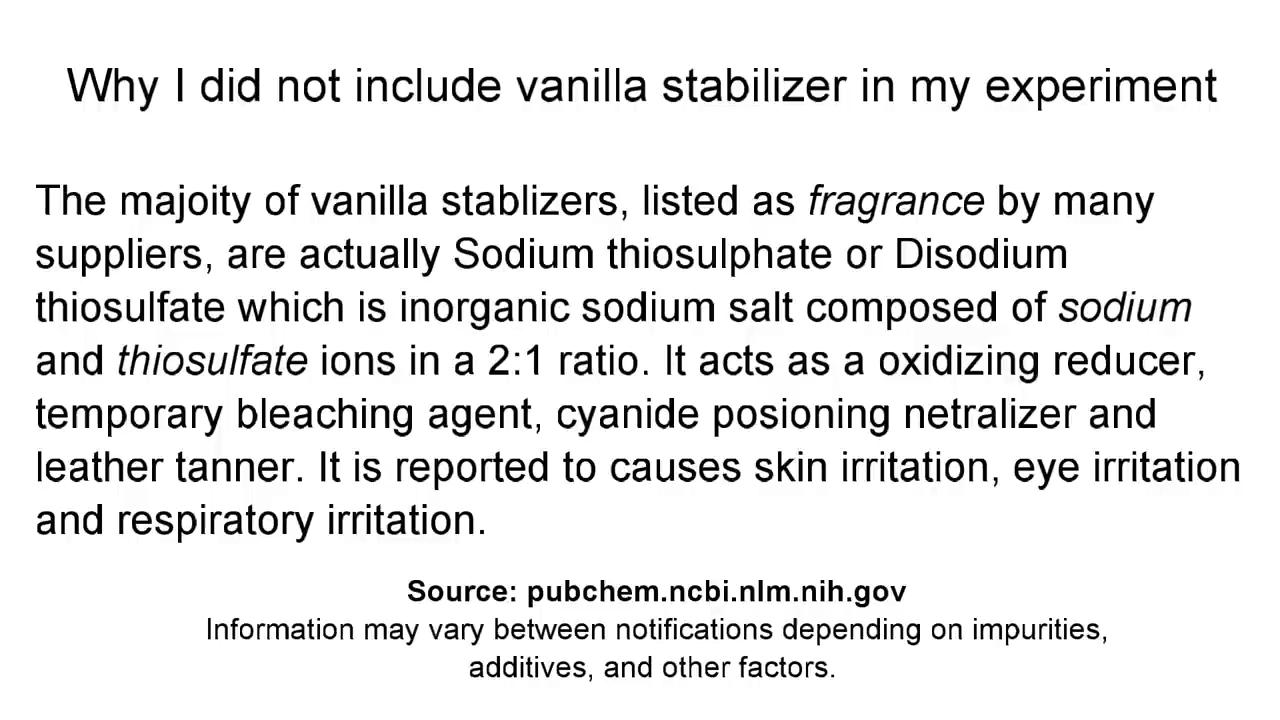 Why I did not include vanilla stabilizer in my experiment
The majoity of vanilla stablizers, listed as fragrance by many
suppliers, are actually Sodium thiosulphate or Disodium
thiosulfate which is inorganic sodium salt composed of sodium
and thiosulfate ions in a 2:1 ratio. It acts as a oxidizing reducer,
temporary bleaching agent, cyanide posioning netralizer and
leather tanner. It is reported to causes skin irritation, eye irritation
and respiratory irritation.
Source: pubchem.ncbi.nlm.nih.gov
Information may vary between notifications depending on impurities,
additives, and other factors.